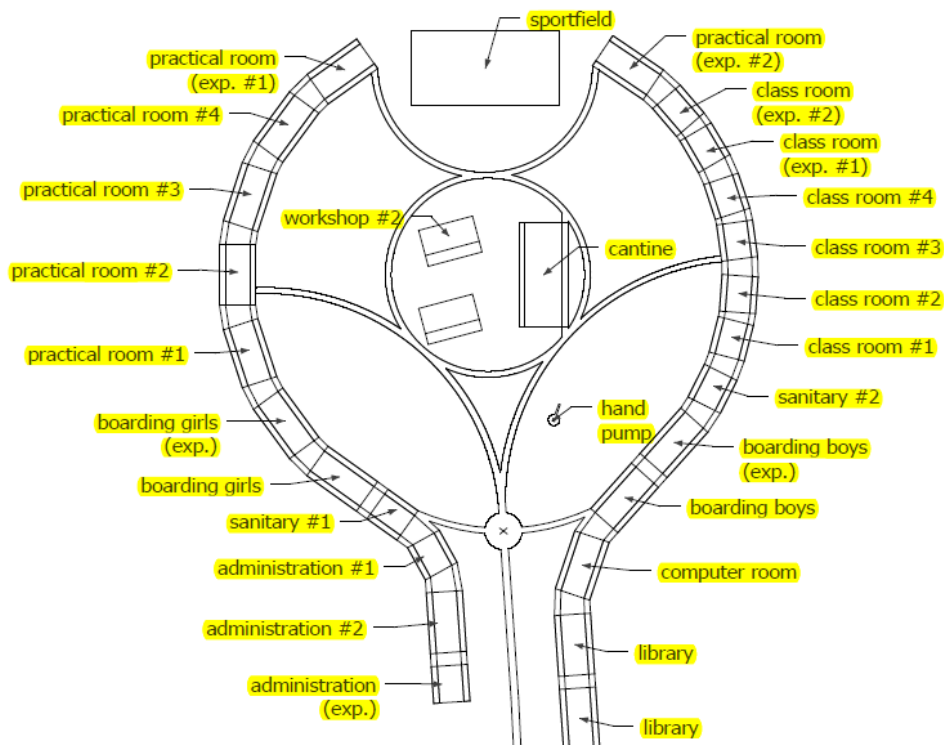 sportfield
practical room
(exp. #1)
practical room #4
practical room #3
practical room #2
practical room #1
boarding girls
(exp.)
boarding girls
sanitary #1
administration #1
administration #2
administration
(exp.)
workshop #2
cantine
hand
pump
practical room
(exp. #2)
class room
(exp. #2)
class room
(exp. #1)
class room #4
class room #3
class room #2
class room #1
sanitary #2
boarding boys
(exp.)
boarding boys
computer room
library
library